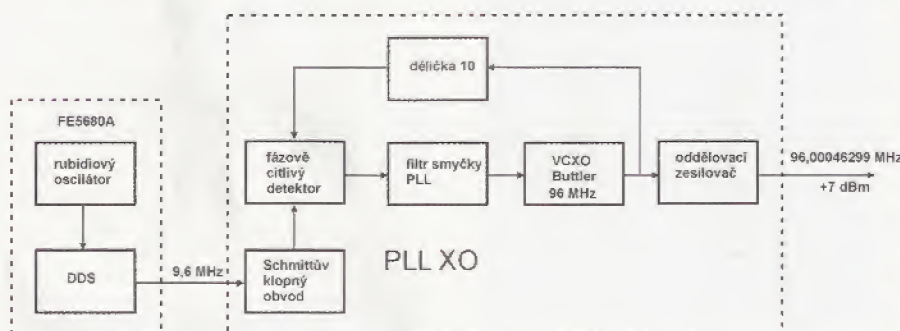 dělička 10
FE5680A
rubidiový
oscilátor
fázově
citlivý
detektor
filtr smyčky
PLL
VCXO
Buttler
96 MHz
oddělovací
zesilovač
96,00046299 MHz
+7 dBm
DDS
9,6 MHz
Schmittův
klopný
obvod
PLL XO